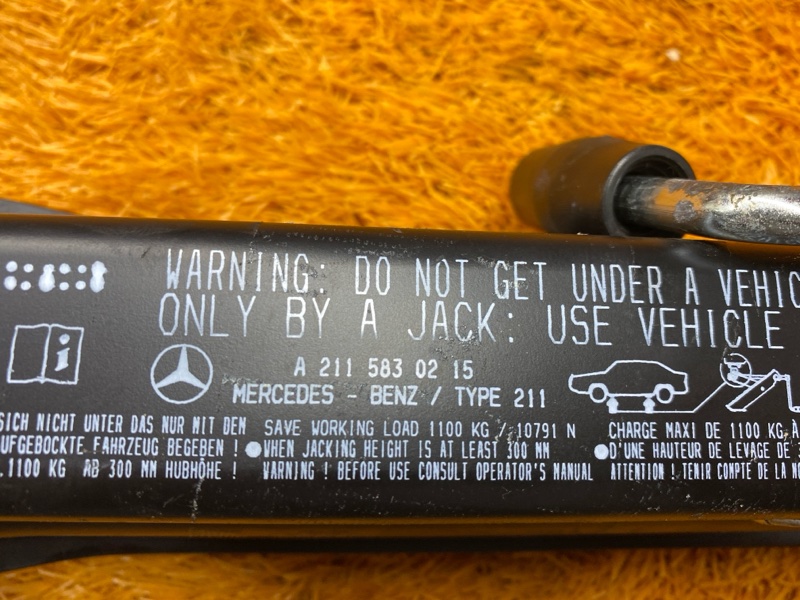 WARNING: DO NOT GET UNDER A VEHIC
ONLY BY A JACK: USE VEHICLE
A 211 583 02 15
MERCEDES - BENZ / TYPE 211
SICH NICHT UNTER DAS NUR MIT DEM
UFGEBOCKTE FAHRZEUG BEGEBEN !
1100 KG AB 300 MM HUBHÖHE !
SAVE WORKING LOAD 1100 KG / 10791 N
WHEN JACKING HEIGHT IS AT LEAST 300 MM
WARNING ! BEFORE USE CONSULT OPERATOR'S MANUAL
CHARGE MAXI DE 1100 KG, À
D'UNE HAUTEUR DE LEVAGE DE 3
ATTENTION ! TENIR COMPTE DE LA NO